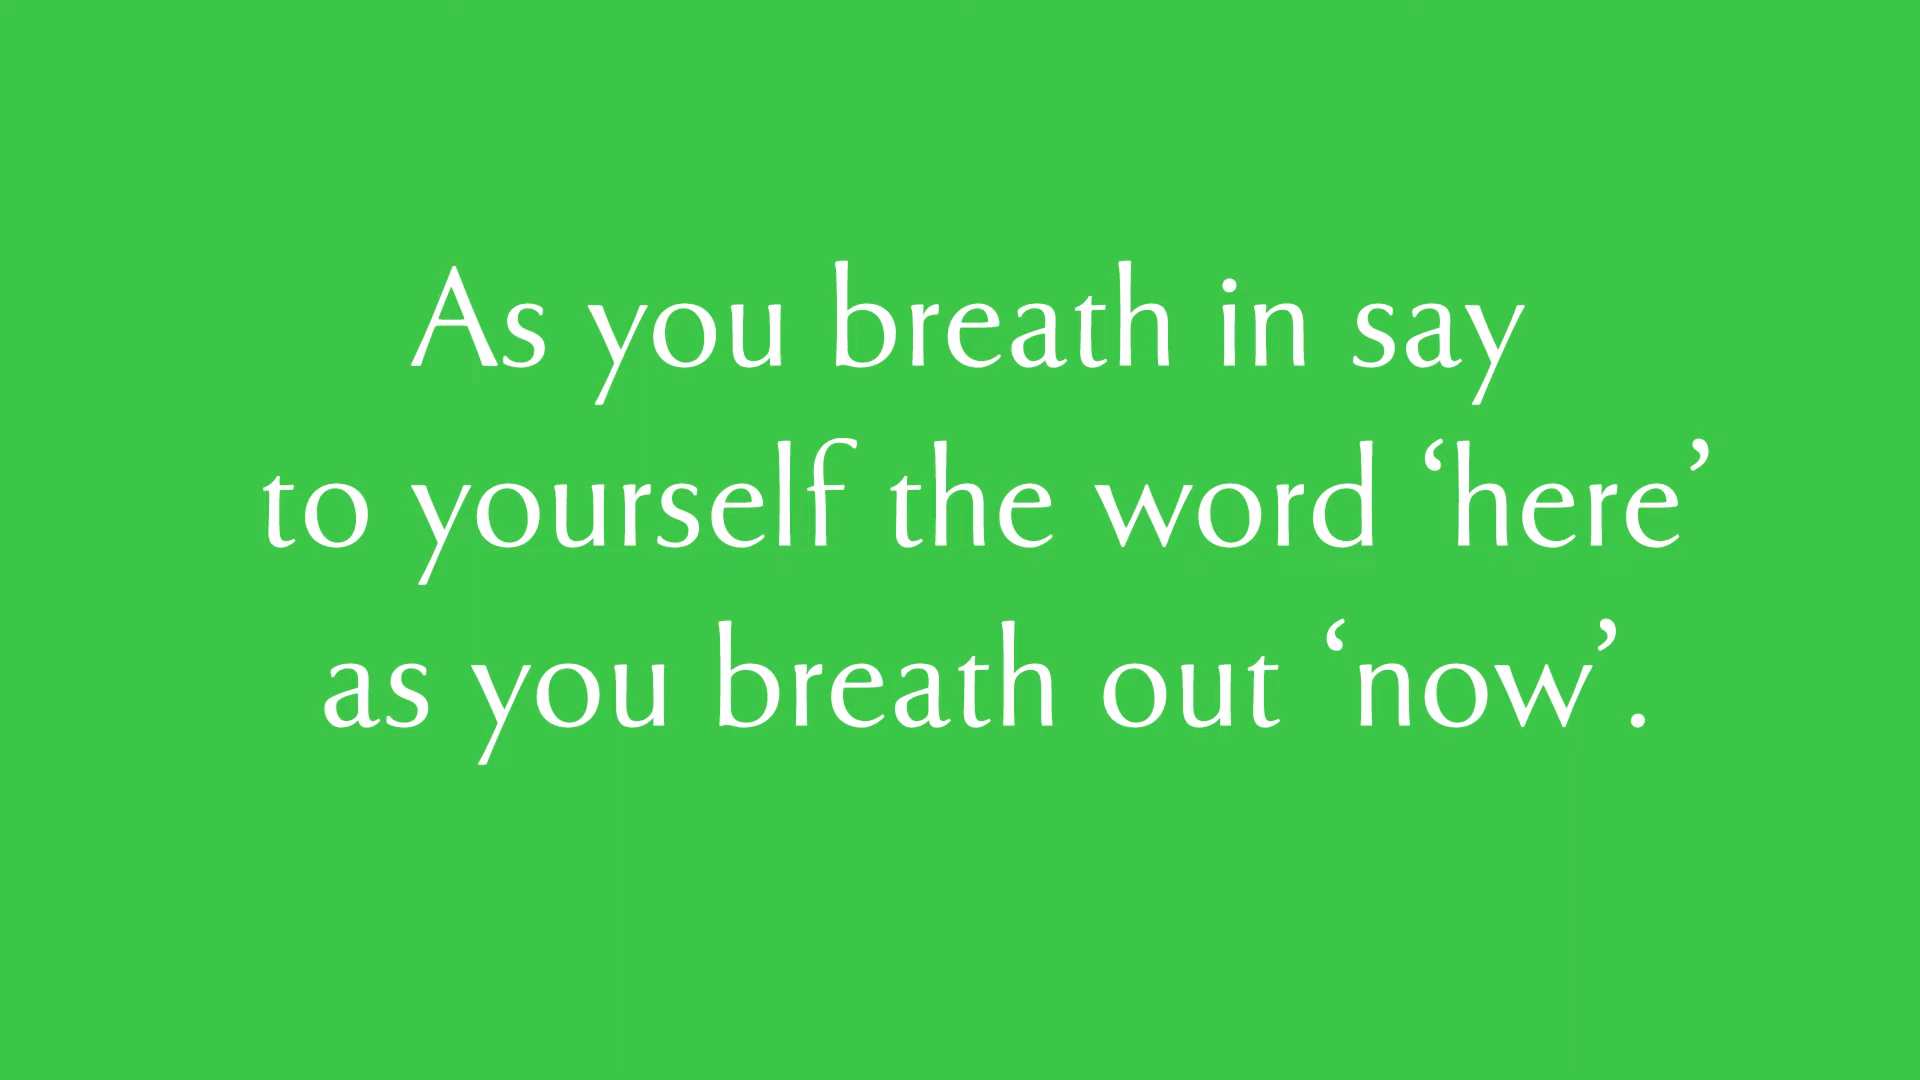 As you breath in say
to yourself the word ‘here’
as you breath out ‘now’.